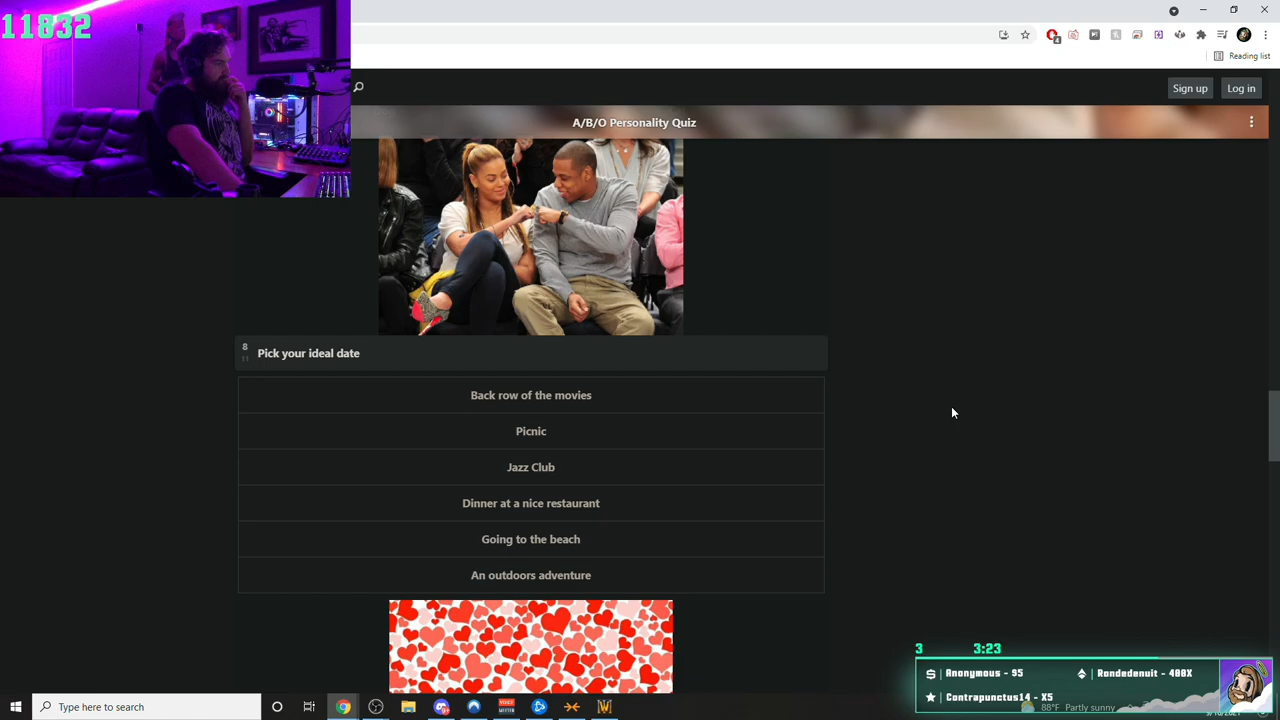 11832
Reading list
Sign up
Log in
A/B/O Personality Quiz
8
11
Pick your ideal date
Back row of the movies
Picnic
Jazz Club
Dinner at a nice restaurant
Going to the beach
An outdoors adventure
3 3:23
$ | Anonymous - 95
| Rondedenuit - 400X
| Contrapunctus14 - X5
88°F Partly sunny
Type here to search